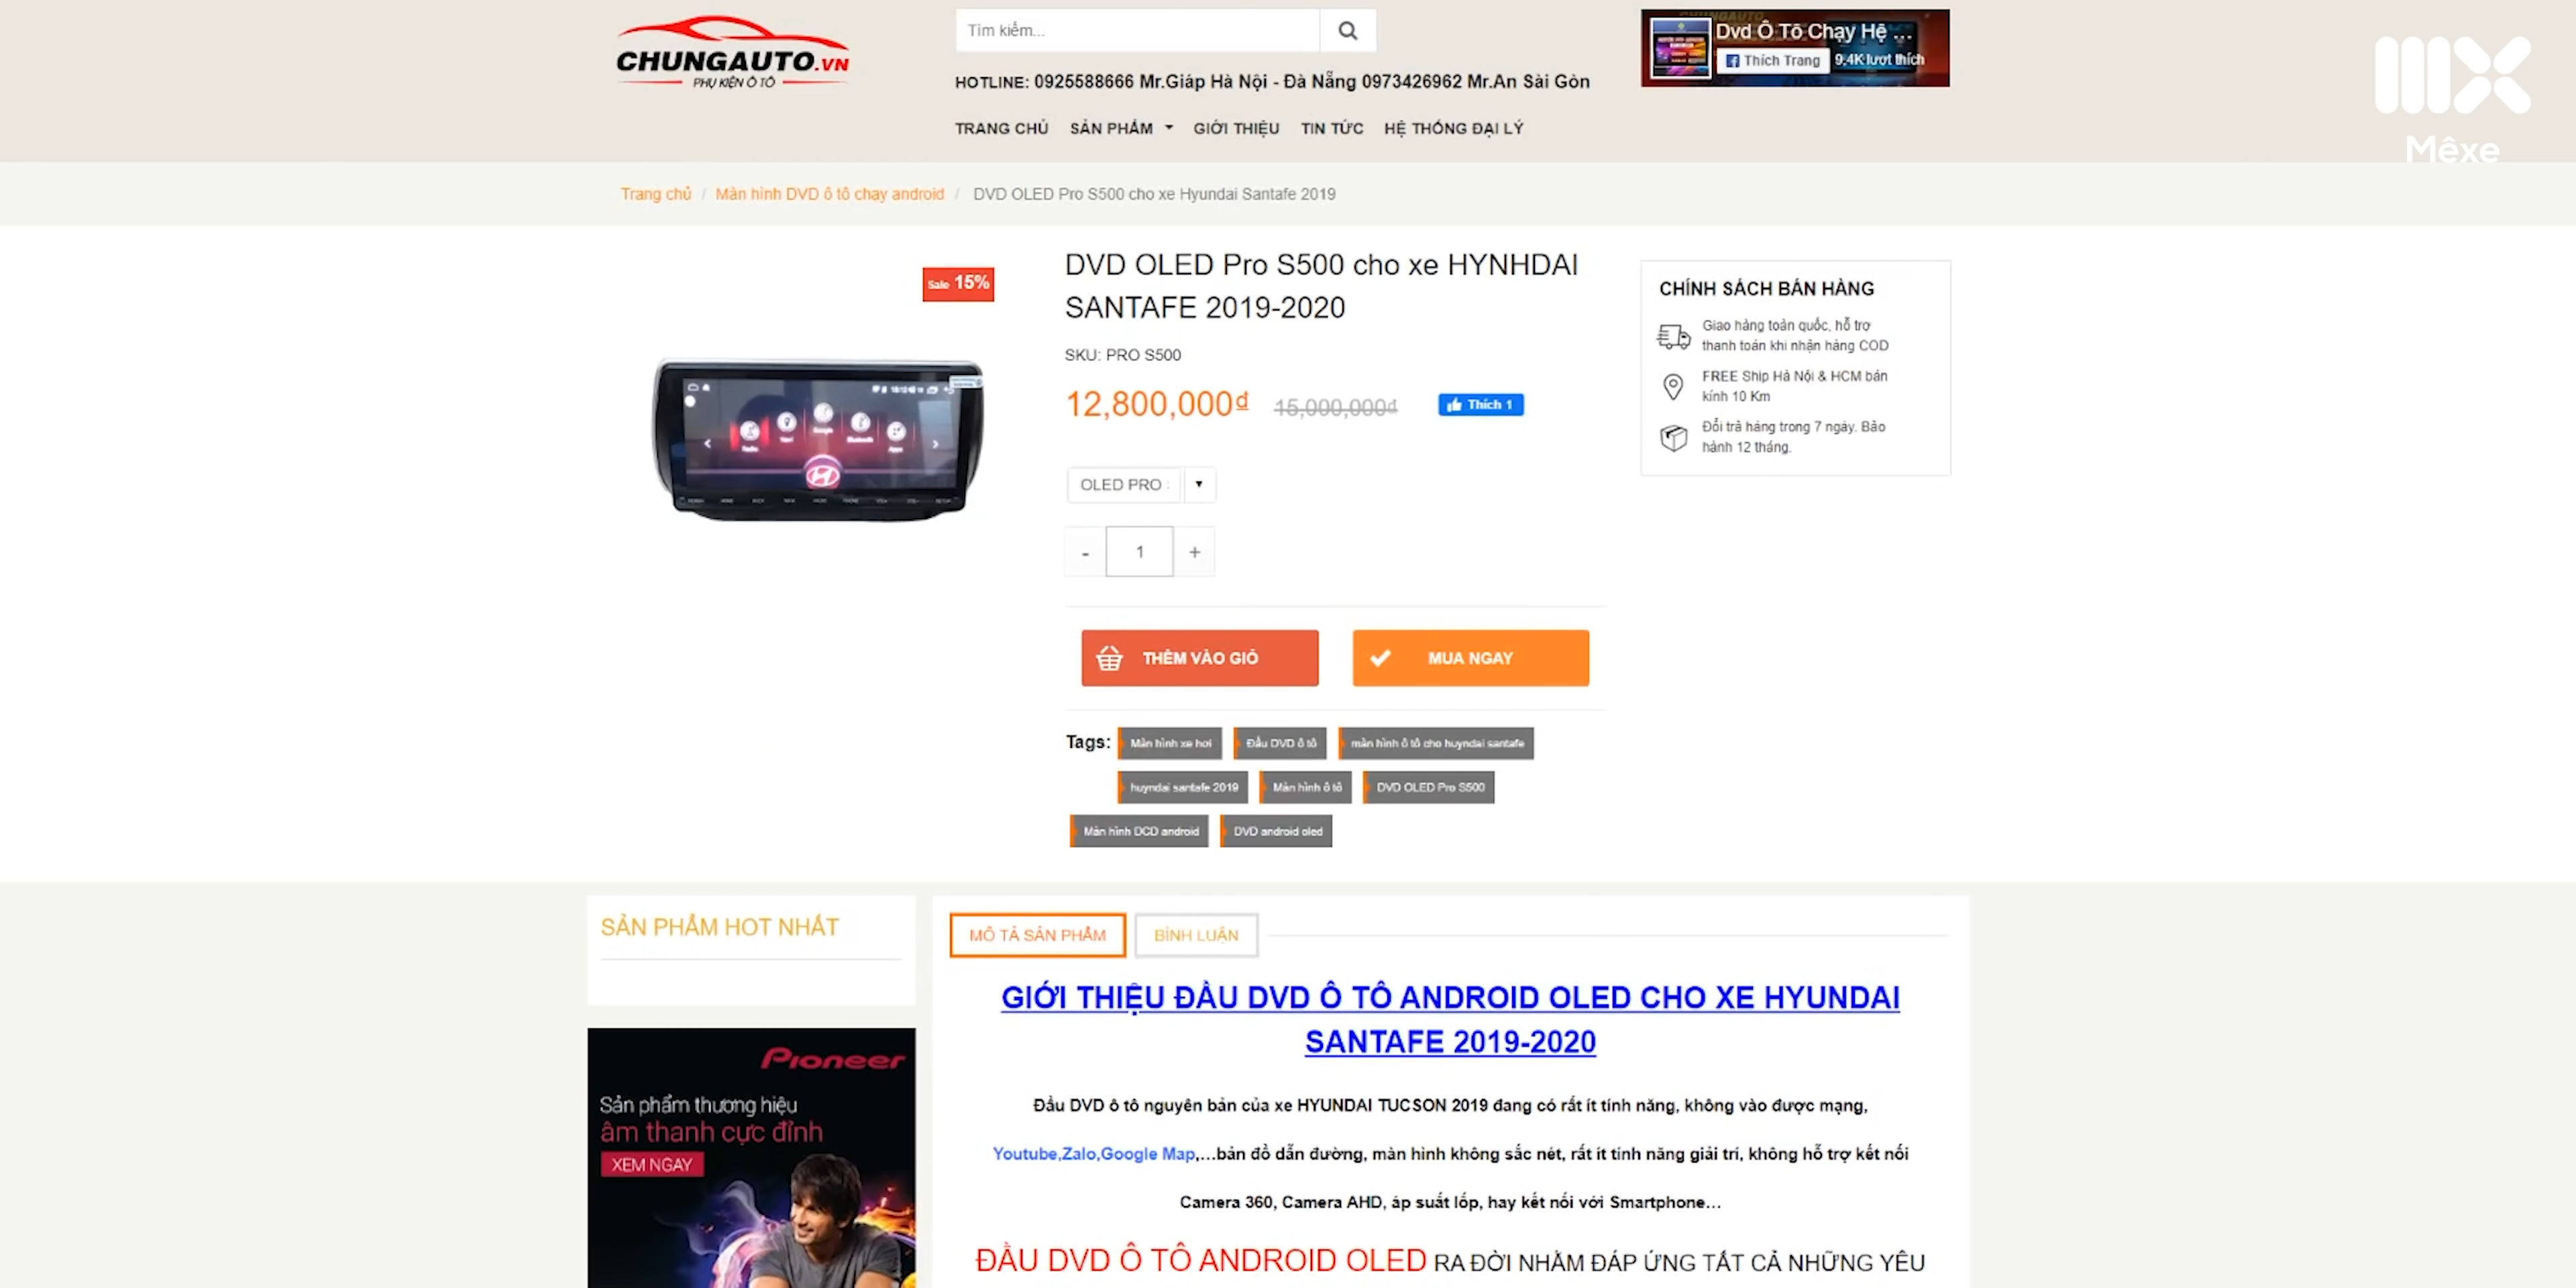 CHUNGAUTO.VN
PHỤ KIỆN Ô TÔ
Tìm kiếm...
HOTLINE: 0925588666 Mr.Giáp Hà Nội - Đà Nẵng 0973426962 Mr.An Sài Gòn
TRANG CHỦ SẢN PHẨM GIỚI THIỆU TIN TỨC HỆ THỐNG ĐẠI LÝ
Dvd Ô Tô Chạy Hệ ...
Thích Trang 9.4K lượt thích
Mêxe
Trang chủ / Màn hình DVD ô tô chạy android / DVD OLED Pro S500 cho xe Hyundai Santafe 2019
Sale 15%
DVD OLED Pro S500 cho xe HYNHDAI
SANTAFE 2019-2020
SKU: PRO S500
12,800,000₫ 15,000,000₫ Thích 1
OLED PRO
- 1 +
THÊM VÀO GIỎ MUA NGAY
Tags: Màn hình xe hơi Đầu DVD ô tô màn hình ô tô cho huyndai santafe
huyndai santafe 2019 Màn hình ô tô DVD OLED Pro S500
Màn hình DCD android DVD android oled
CHÍNH SÁCH BÁN HÀNG
Giao hàng toàn quốc, hỗ trợ
thanh toán khi nhận hàng COD
FREE Ship Hà Nội & HCM bán
kính 10 Km
Đổi trả hàng trong 7 ngày. Bảo
hành 12 tháng.
SẢN PHẨM HOT NHẤT
Pioneer
Sản phẩm thương hiệu
âm thanh cực đỉnh
XEM NGAY
MÔ TẢ SẢN PHẨM BÌNH LUẬN
GIỚI THIỆU ĐẦU DVD Ô TÔ ANDROID OLED CHO XE HYUNDAI
SANTAFE 2019-2020
Đầu DVD ô tô nguyên bản của xe HYUNDAI TUCSON 2019 đang có rất ít tính năng, không vào được mạng,
Youtube,Zalo,Google Map,...bản đồ dẫn đường, màn hình không sắc nét, rất ít tính năng giải trí, không hỗ trợ kết nối
Camera 360, Camera AHD, áp suất lốp, hay kết nối với Smartphone...
ĐẦU DVD Ô TÔ ANDROID OLED RA ĐỜI NHẰM ĐÁP ỨNG TẤT CẢ NHỮNG YÊU